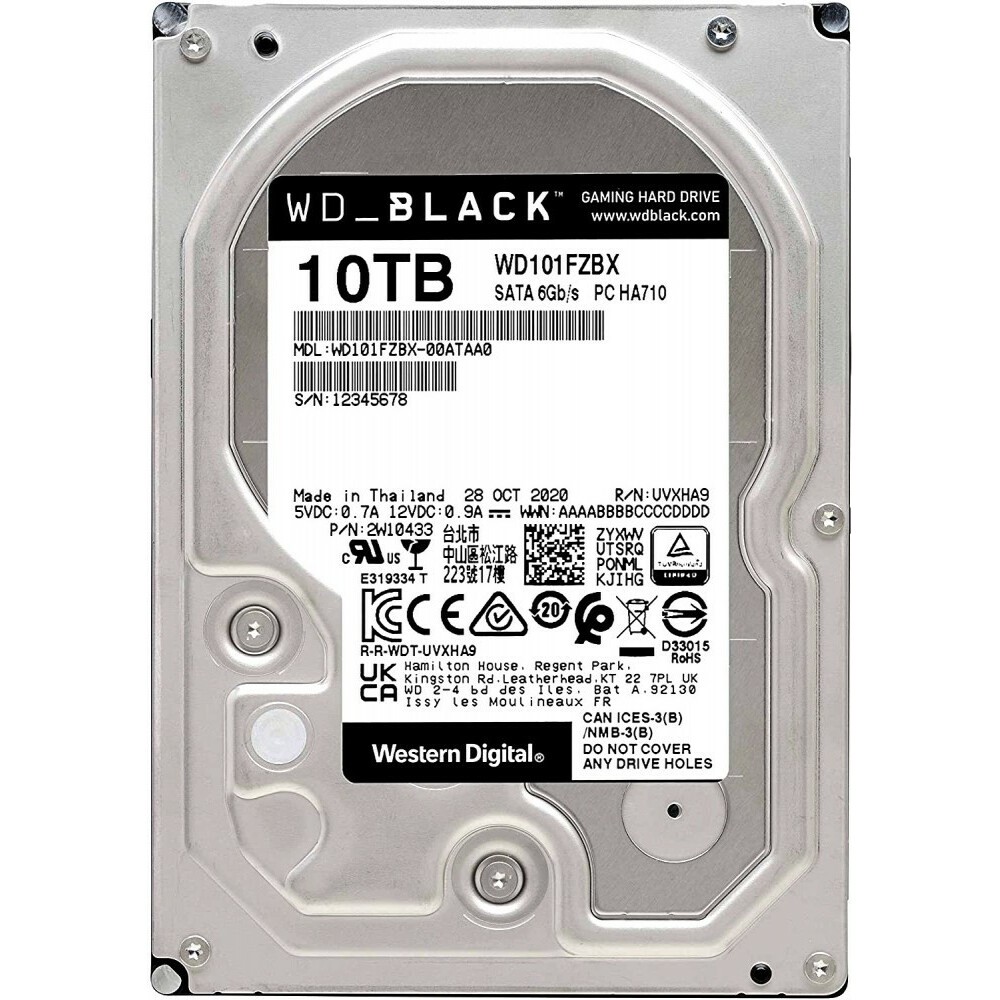 WD_BLACK™
GAMING HARD DRIVE
www.wdblack.com
10TB
WD101FZBX
SATA 6Gb/s PC HA710
MDL:WD101FZBX-00ATAA0
S/N:12345678
Made in Thailand 28 OCT 2020 R/N:UVXHA9
5VDC:0.7A 12VDC:0.9A WWN:AAAABBBBCCCCDDDD
P/N:2W10433
c RU US
E319334 T
台北市
中山區松江路
223號17樓
ZYXWV
UTSRQ
PONML
KJIHG
KC CE 20
R-R-WDT-UVXHA9
D33015
RoHS
UK
CA
Hamilton House, Regent Park,
Kingston Rd.Leatherhead.KT 22 7PL UK
WD 2-4 bd des Iles, Bat A.92130
Issy les Moulineaux FR
Western Digital®
CAN ICES-3(B)
/NMB-3(B)
DO NOT COVER
ANY DRIVE HOLES